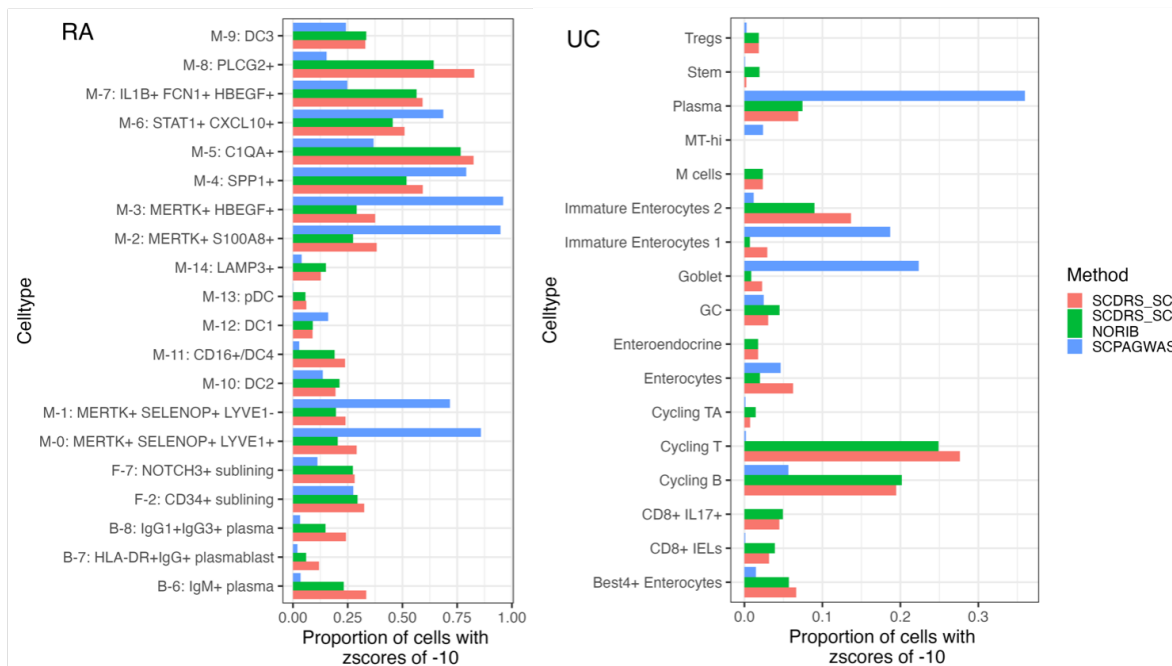 RA
M-9: DC3
M-8: PLCG2+
M-7: IL1B+ FCN1+ HBEGF+
M-6: STAT1+ CXCL10+
M-5: C1QA+
M-4: SPP1+
M-3: MERTK+ HBEGF+
M-2: MERTK+ S100A8+
M-14: LAMP3+
M-13: pDC
M-12: DC1
M-11: CD16+/DC4
M-10: DC2
M-1: MERTK+ SELENOP+ LYVE1-
M-0: MERTK+ SELENOP+ LYVE1+
F-7: NOTCH3+ sublining
F-2: CD34+ sublining
B-8: IgG1+IgG3+ plasma
B-7: HLA-DR+IgG+ plasmablast
B-6: IgM+ plasma
Celltype
0.00 0.25 0.50 0.75 1.00
Proportion of cells with
zscores of -10
UC
Tregs
Stem
Plasma
MT-hi
M cells
Immature Enterocytes 2
Immature Enterocytes 1
Goblet
GC
Enteroendocrine
Enterocytes
Cycling TA
Cycling T
Cycling B
CD8+ IL17+
CD8+ IELs
Best4+ Enterocytes
Celltype
0.0 0.1 0.2 0.3
Proportion of cells with
zscores of -10
Method
SCDRS_SC
SCDRS_SC
NORIB
SCPAGWAS